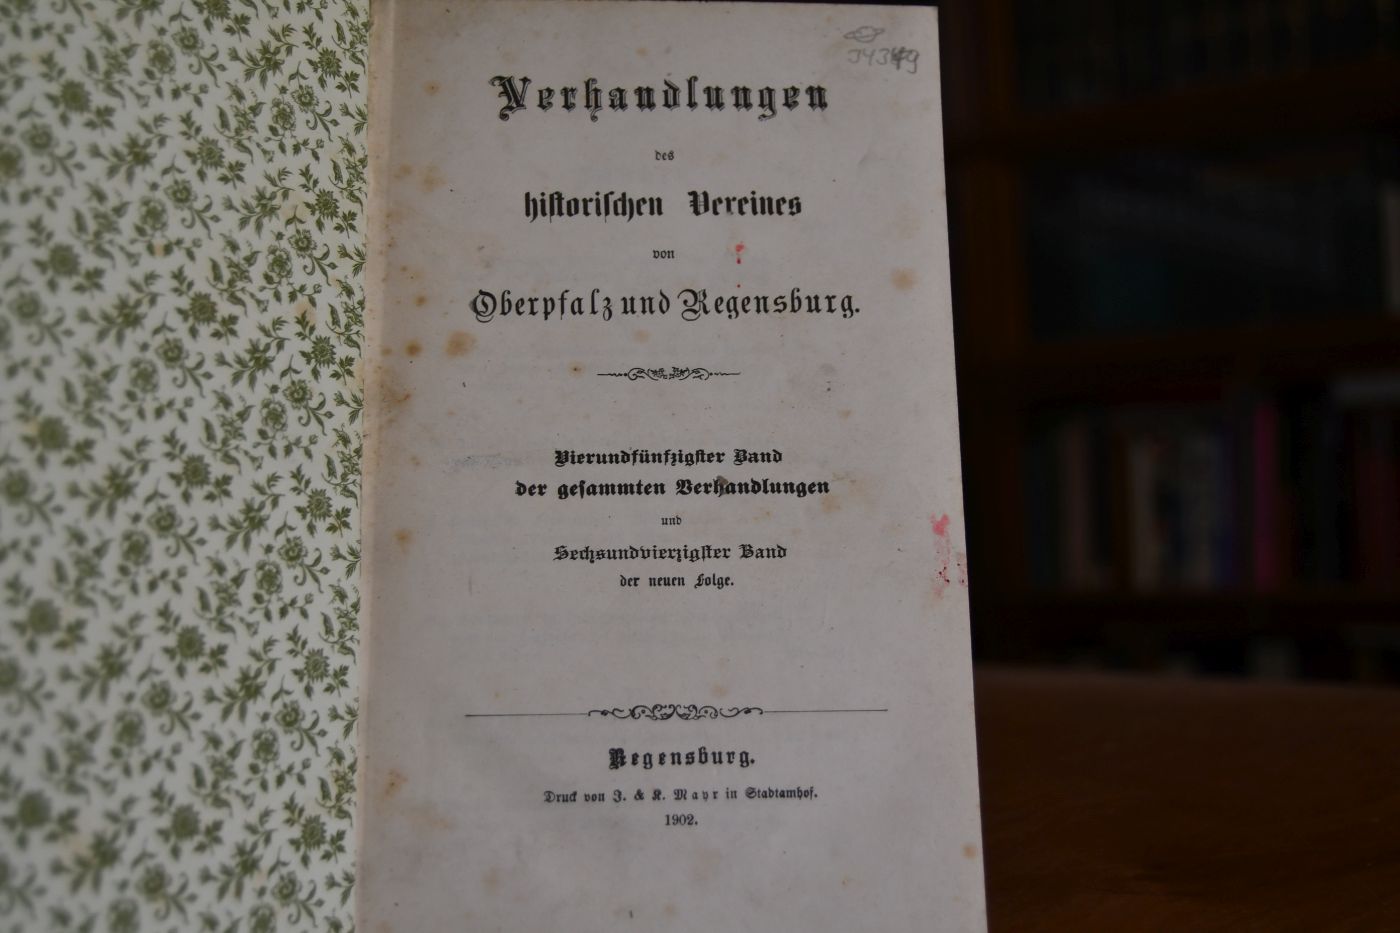 Verhandlungen
des
historischen Vereines
von
Oberpfalz und Regensburg.
Vierundfünfzigster Band
der gesammten Verhandlungen
und
Sechsundvierzigster Band
der neuen Folge.
Regensburg.
Druck von J. & K. Mayr in Stadtamhof.
1902.